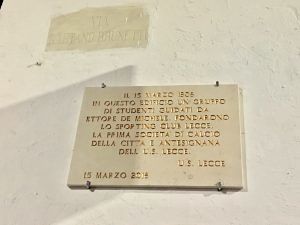 VIA
IL 15 MARZO 1908
IN QUESTO EDIFICIO UN GRUPPO
DI STUDENTI GUIDATI DA
ETTORE DE MICHELE, FONDARONO
LO SPORTING CLUB LECCE,
LA PRIMA SOCIETÀ DI CALCIO
DELLA CITTÀ E ANTESIGNANA
DELL'U.S. LECCE.
U.S. LECCE
15 MARZO 2018